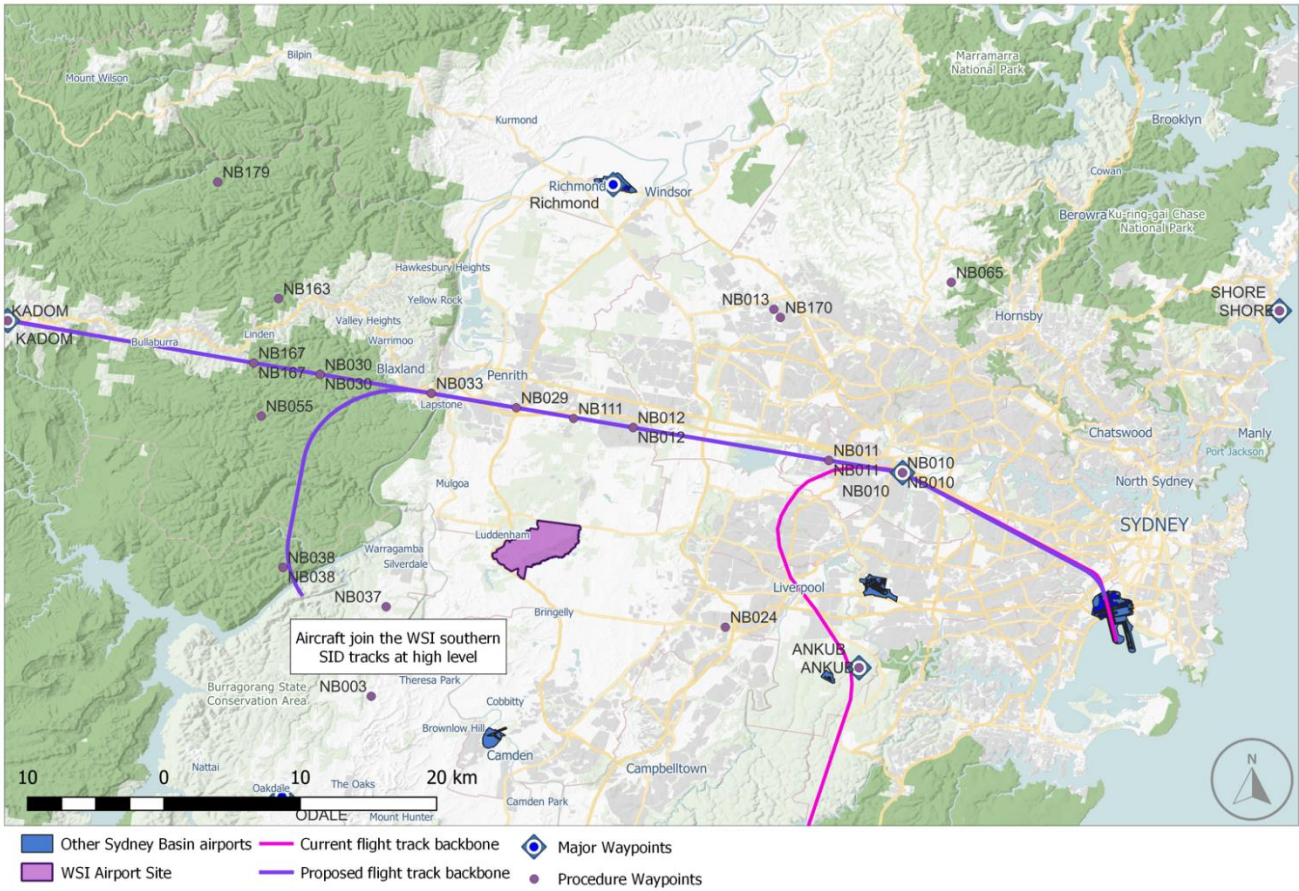 Marramarra
National Park
Bilpin
Mount Wilson
Brooklyn
Kurmond
Cowan
NB179
Richmond
Richmond
Windsor
Berowra
Ku-ring-gai Chase
National Park
Hawkesbury Heights
NB065
NB163
Yellow Rock
NB013
NB170
SHORE
SHORE
KADOM
KADOM
Hornsby
Linden
Valley Heights
Bullaburra
Warrimoo
NB167
NB167
NB030
NB030
Blaxland
Penrith
NB033
Lapstone
NB029
NB055
NB111
NB012
NB012
Chatswood
Manly
NB011
NB011
NB010
NB010
NB010
Port Jackson
Mulgoa
North Sydney
SYDNEY
Luddenham
Warragamba
Silverdale
NB038
NB038
Liverpool
NB037
Bringelly
NB024
Aircraft join the WSI southern
SID tracks at high level
ANKUB
ANKUB
Theresa Park
Burragorang State
Conservation Area
NB003
Cobbitty
Brownlow Hill
Camden
Nattai
The Oaks
Campbelltown
10 0 10 20 km
Oakdale
ODALE
Mount Hunter
Camden Park
N
Other Sydney Basin airports
Current flight track backbone
Major Waypoints
WSI Airport Site
Proposed flight track backbone
Procedure Waypoints